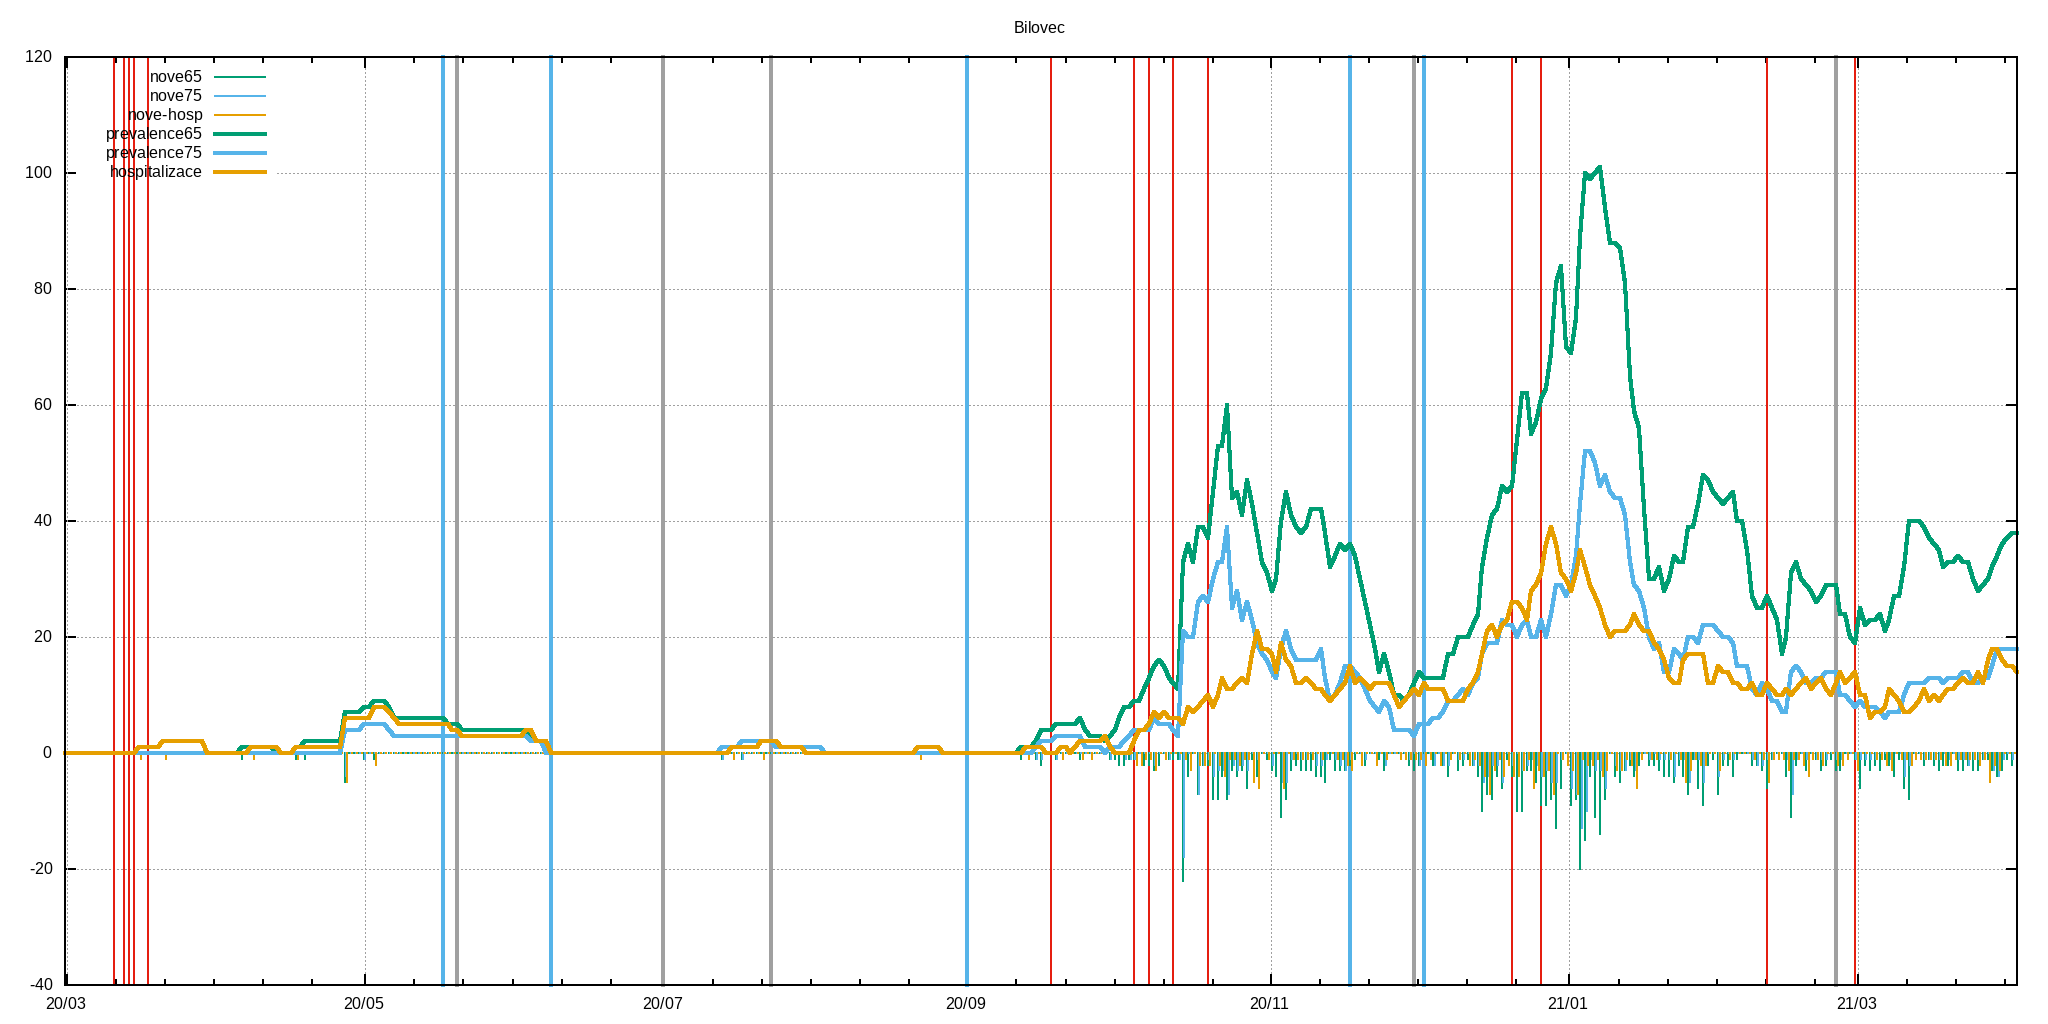 Bilovec
120
100
80
60
40
20
0
-20
-40
nove65
nove75
nove-hosp
prevalence65
prevalence75
hospitalizace
20/03 20/05 20/07 20/09 20/11 21/01 21/03